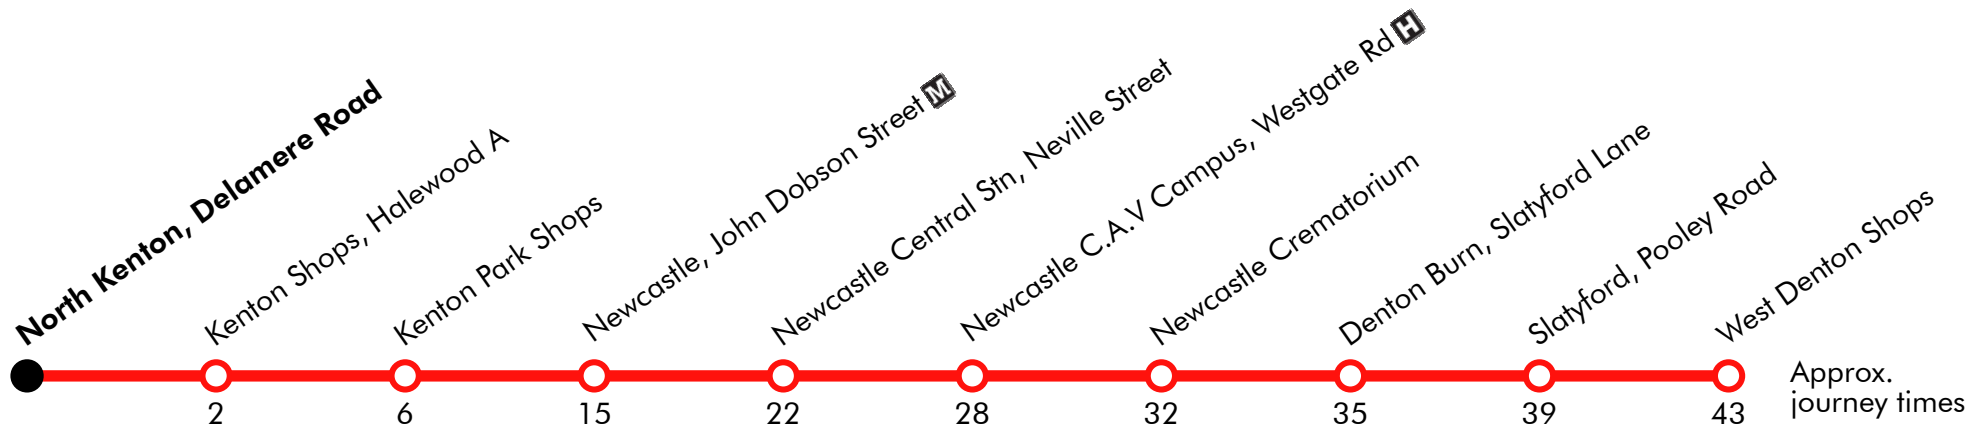 North Kenton, Delamere Road
Kenton Shops, Halewood A
Kenton Park Shops
Newcastle, John Dobson Street M
Newcastle Central Stn, Neville Street
Newcastle C.A.V Campus, Westgate Rd H
Newcastle Crematorium
Denton Burn, Slatyford Lane
Slatyford, Pooley Road
West Denton Shops
2 6 15 22 28 32 35 39 43
Approx.
journey times